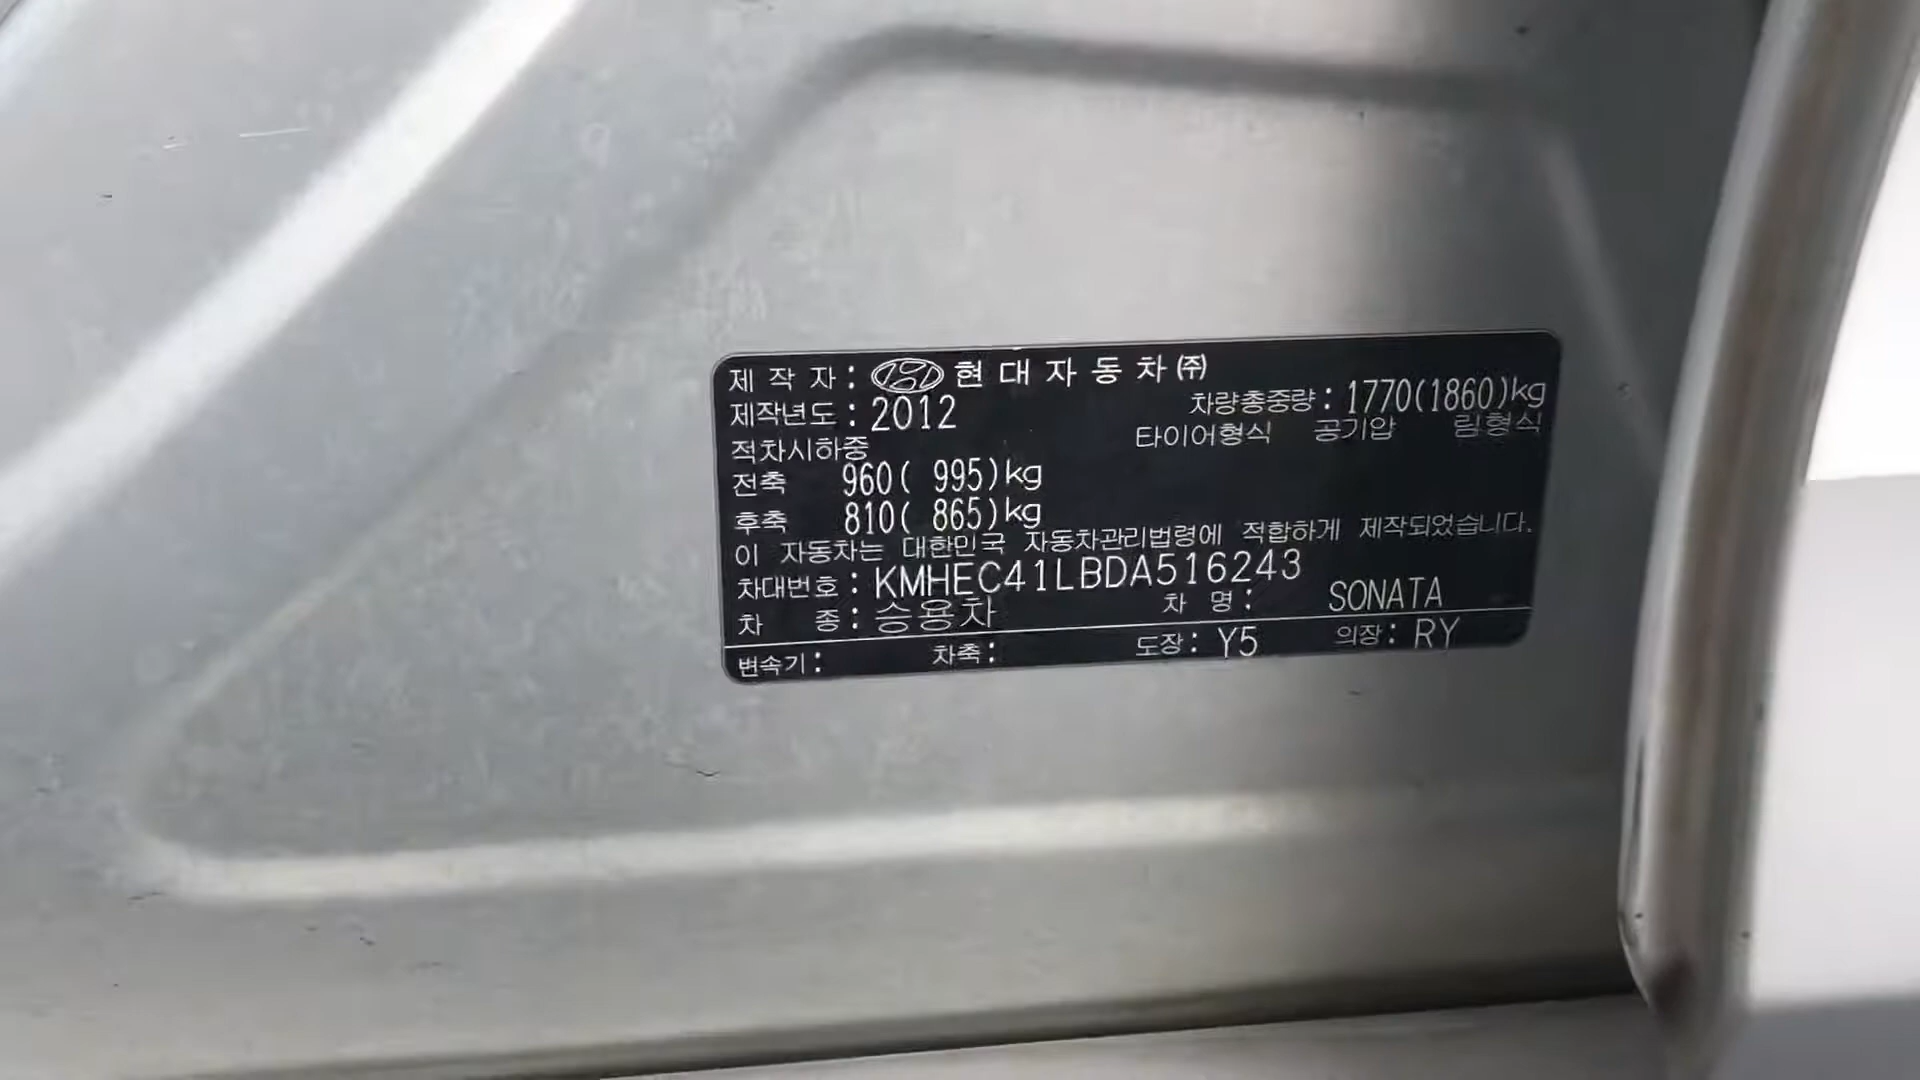 제 작 자 : 현 대 자 동 차 ㈜
제작년도 : 2012
차량총중량 : 1770(1860)kg
적차시하중
타이어형식 공기압 림형식
전축 960( 995)kg
후축 810( 865)kg
이 자동차는 대한민국 자동차관리법령에 적합하게 제작되었습니다.
차대번호 : KMHEC41LBDA516243
차 종 : 승용차 차 명 : SONATA
변속기 : 차축 : 도장 : Y5 의장 : RY